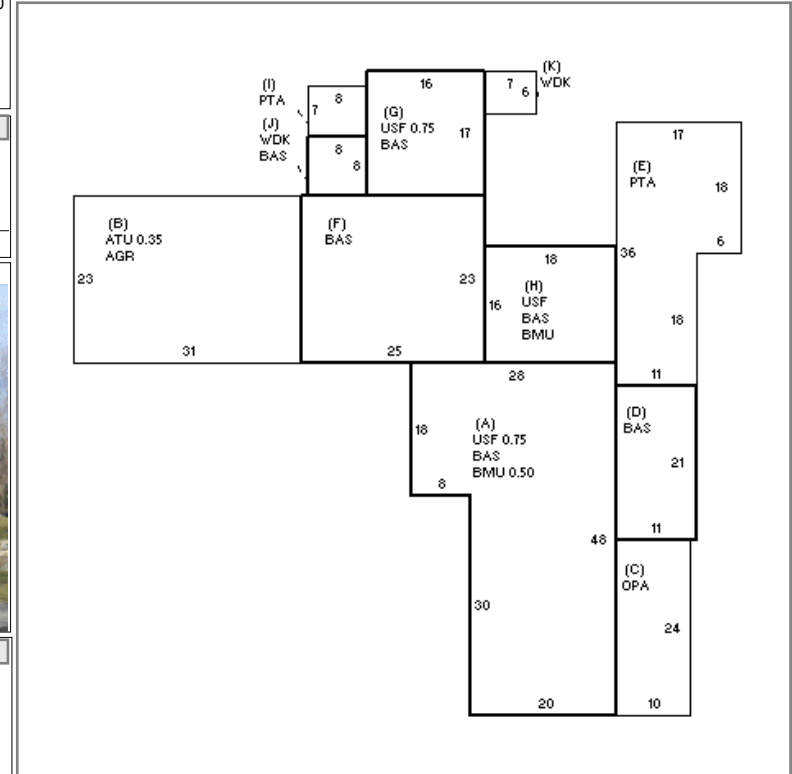 (K)
WDK
7
6
16
(I)
PTA
8
7
(G)
USF 0.75
BAS
17
(J)
WDK
BAS
8
8
17
(E)
PTA
18
6
36
18
11
(B)
ATU 0.35
AGR
23
31
(F)
BAS
23
25
18
(H)
USF
BAS
BMU
16
28
18
(A)
USF 0.75
BAS
BMU 0.50
8
48
30
20
(D)
BAS
21
11
(C)
OPA
24
10